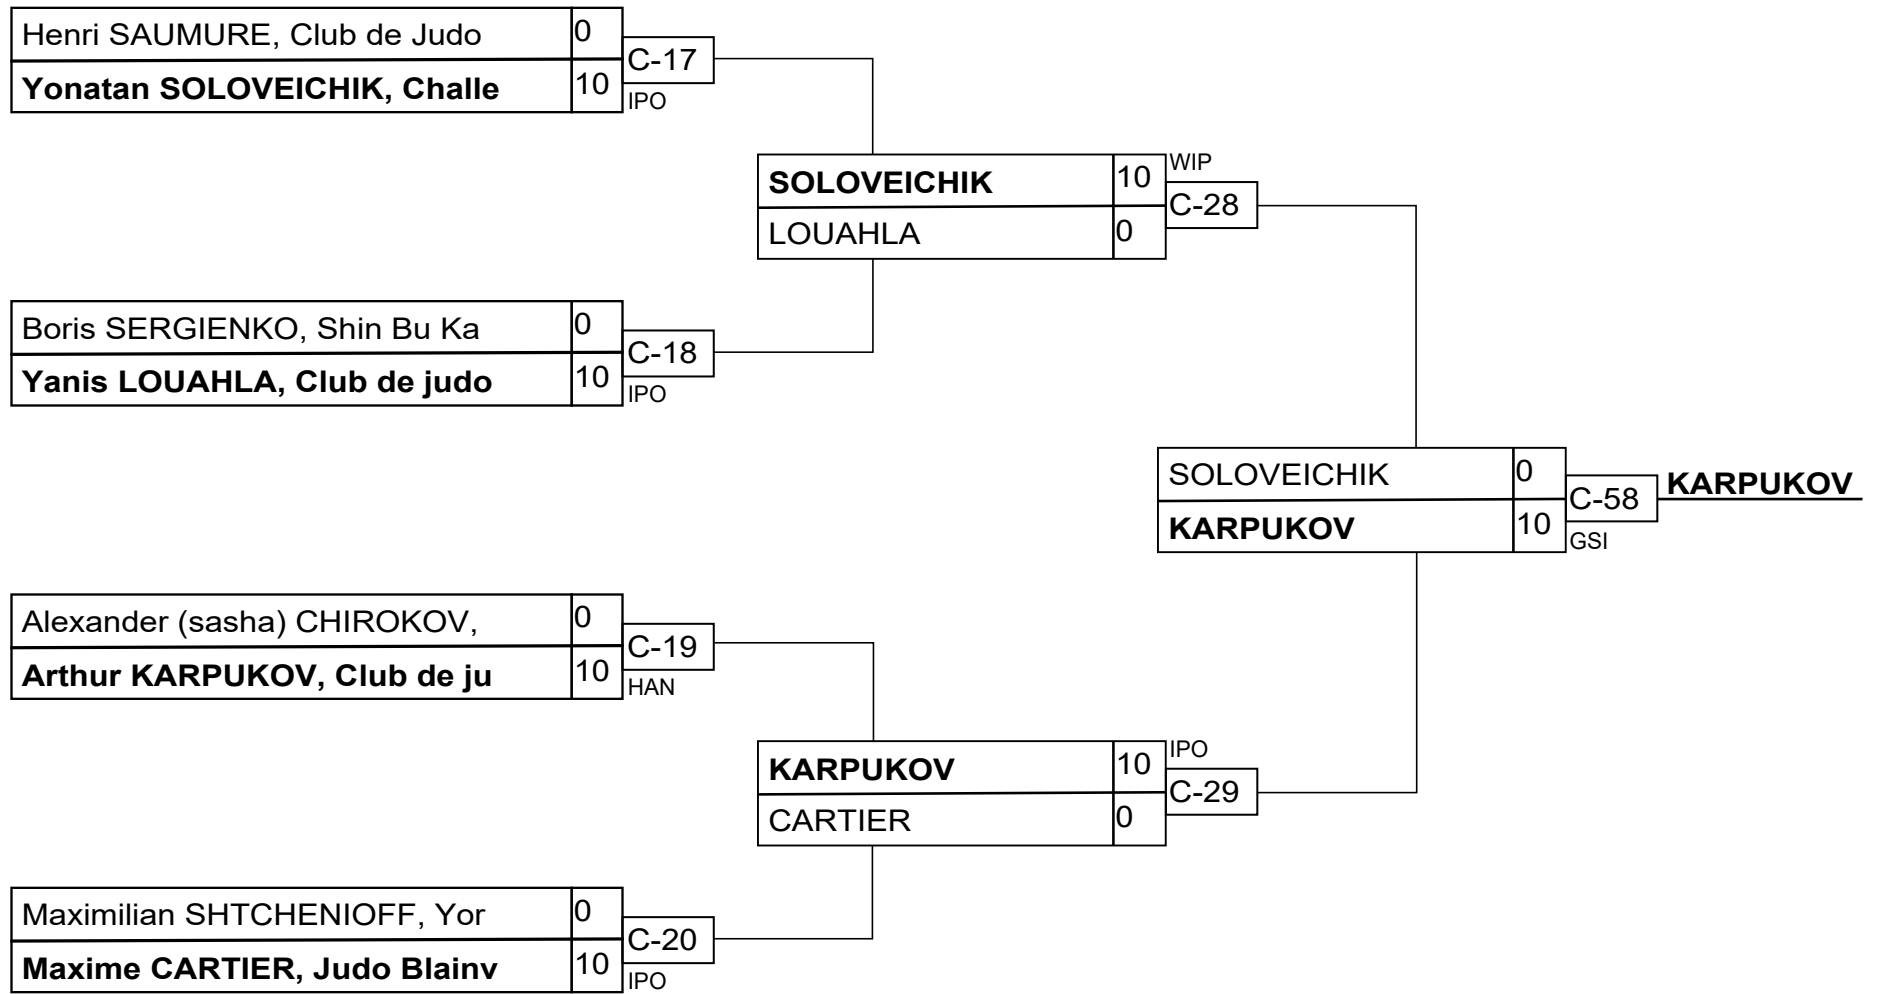 Henri SAUMURE, Club de Judo 0
C-17
Yonatan SOLOVEICHIK, Challe 10
IPO
WIP
SOLOVEICHIK 10
C-28
LOUAHLA 0
Boris SERGIENKO, Shin Bu Ka 0
C-18
Yanis LOUAHLA, Club de judo 10
IPO
SOLOVEICHIK 0
C-58
KARPUKOV
KARPUKOV 10
GSI
Alexander (sasha) CHIROKOV, 0
C-19
Arthur KARPUKOV, Club de ju 10
HAN
IPO
KARPUKOV 10
C-29
CARTIER 0
Maximilian SHTCHENIOFF, Yor 0
C-20
Maxime CARTIER, Judo Blainv 10
IPO